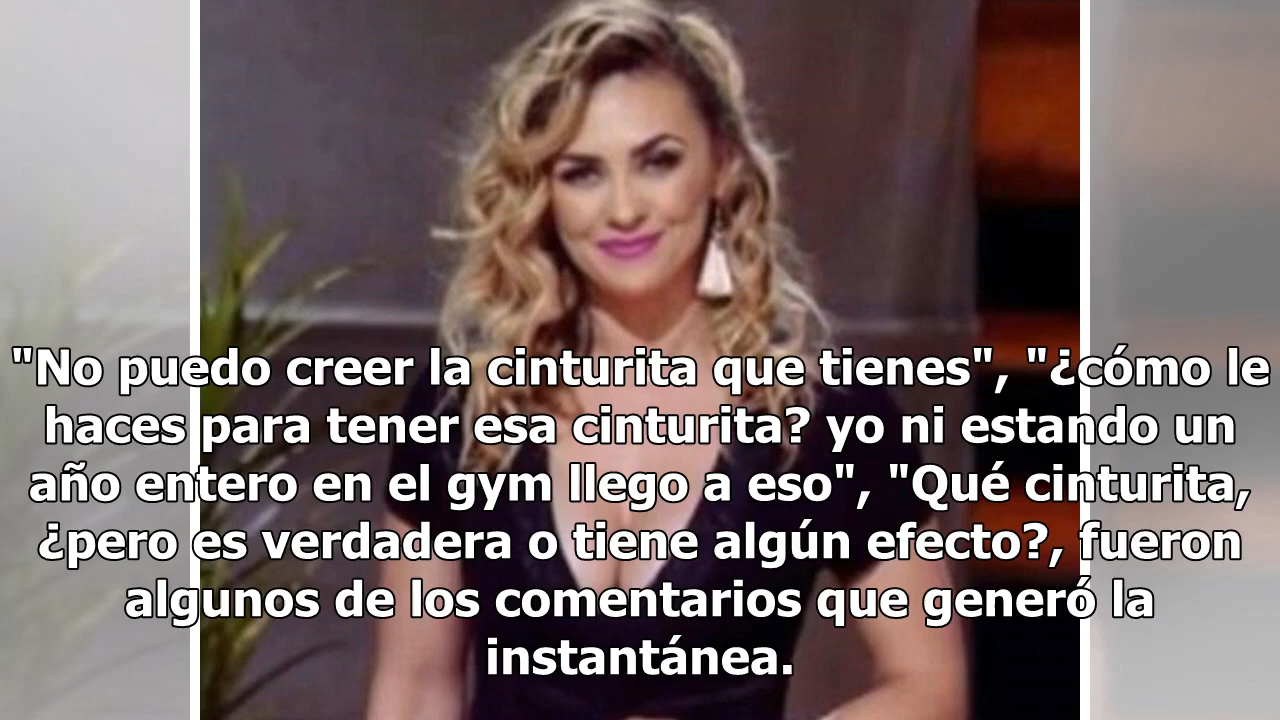 "No puedo creer la cinturita que tienes", "¿cómo le
haces para tener esa cinturita? yo ni estando un
año entero en el gym llego a eso", "Qué cinturita,
¿pero es verdadera o tiene algún efecto?, fueron
algunos de los comentarios que generó la
instantánea.